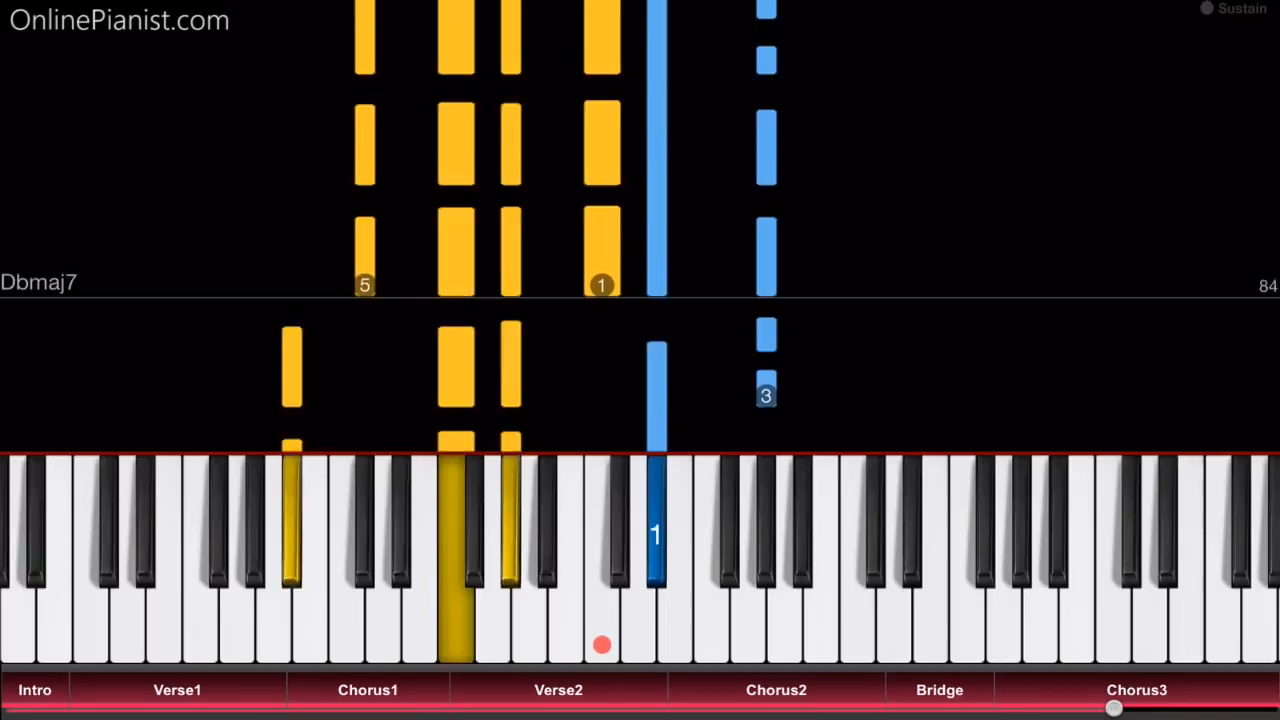 OnlinePianist.com
Sustain
5
1
Dbmaj7
84
3
1
Intro Verse1 Chorus1 Verse2 Chorus2 Bridge Chorus3